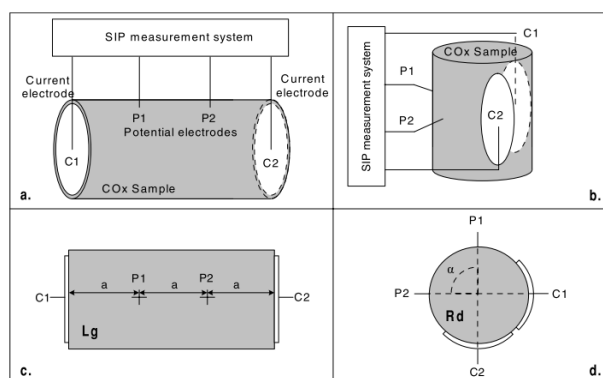 SIP measurement system
Current
electrode
Current
electrode
P1
P2
Potential electrodes
C1
C2
COx Sample
a.
SIP measurement system
C1
COx Sample
P1
P2
C2
b.
P1
P2
a
a
a
C1
C2
Lg
c.
P1
α
P2
C1
Rd
C2
d.